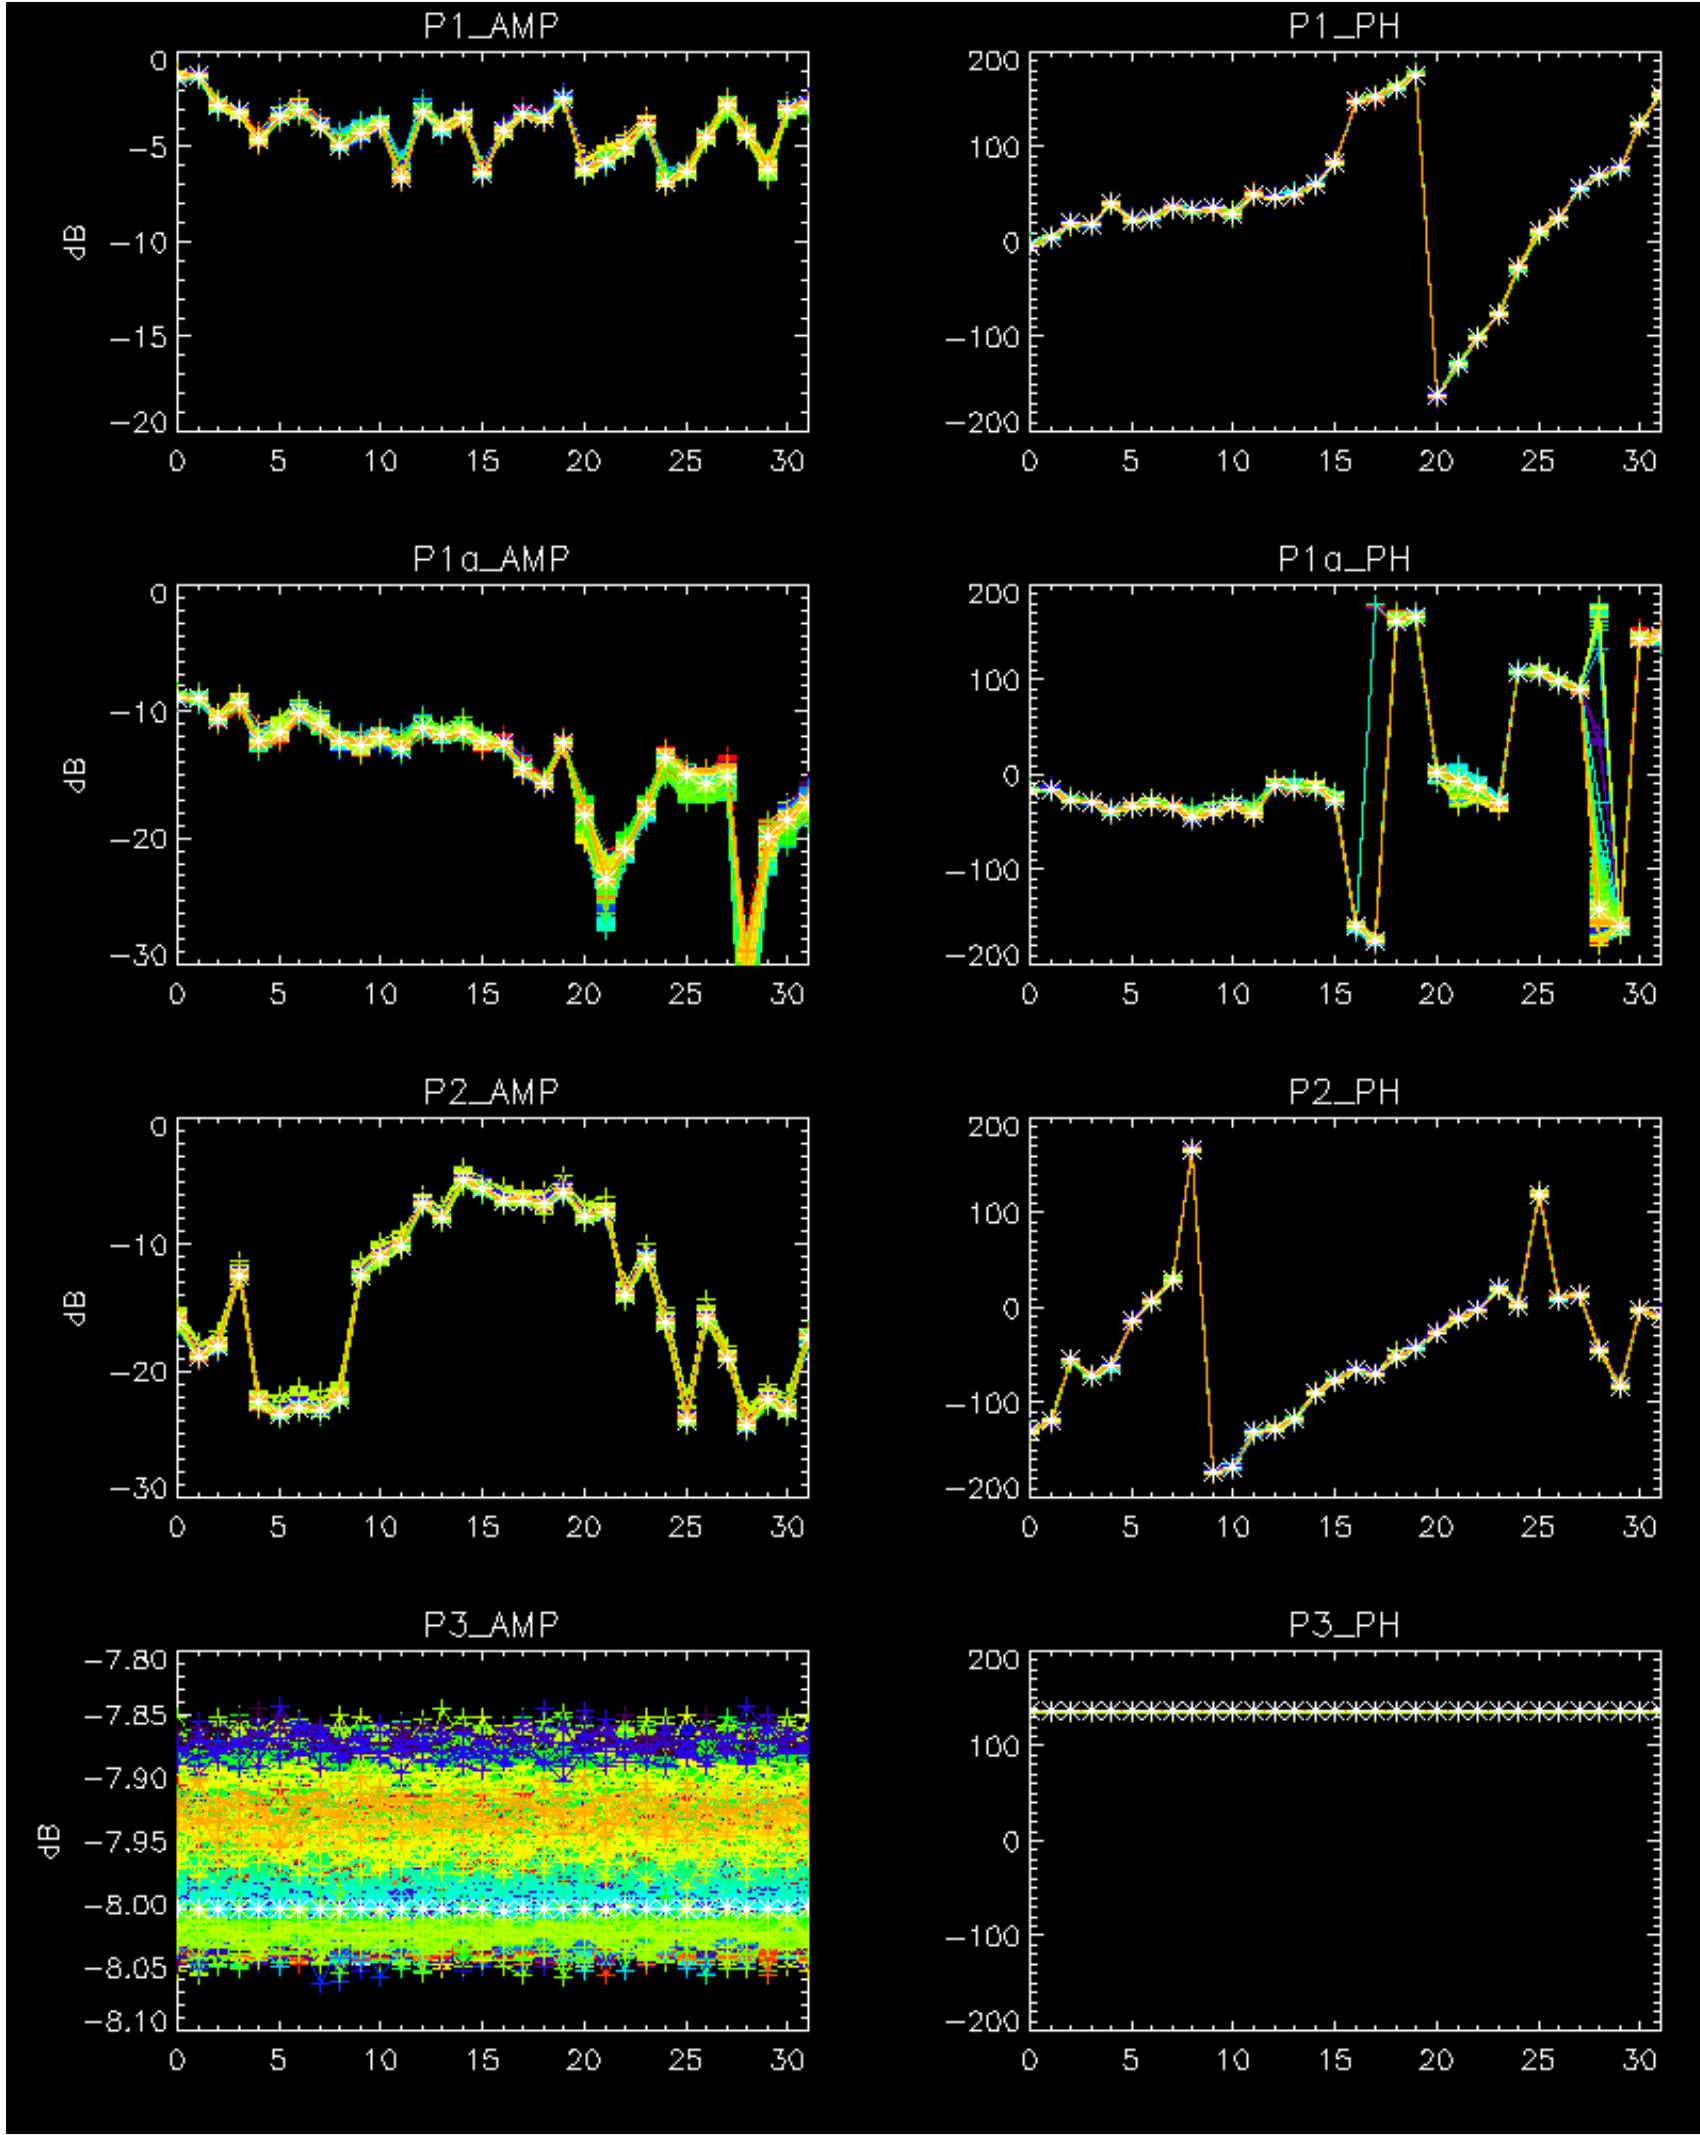 P1_AMP P1_PH
0 200
−5 100
dB −10 0
−15 −100
−20 −200
0 5 10 15 20 25 30 0 5 10 15 20 25 30
P1a_AMP P1a_PH
0 200
100
−10
dB 0
−20 −100
−30 −200
0 5 10 15 20 25 30 0 5 10 15 20 25 30
P2_AMP P2_PH
0 200
100
−10
dB 0
−20 −100
−30 −200
0 5 10 15 20 25 30 0 5 10 15 20 25 30
P3_AMP P3_PH
−7.80 200
−7.85
100
−7.90
dB −7.95 0
−8.00
−100
−8.05
−8.10 −200
0 5 10 15 20 25 30 0 5 10 15 20 25 30